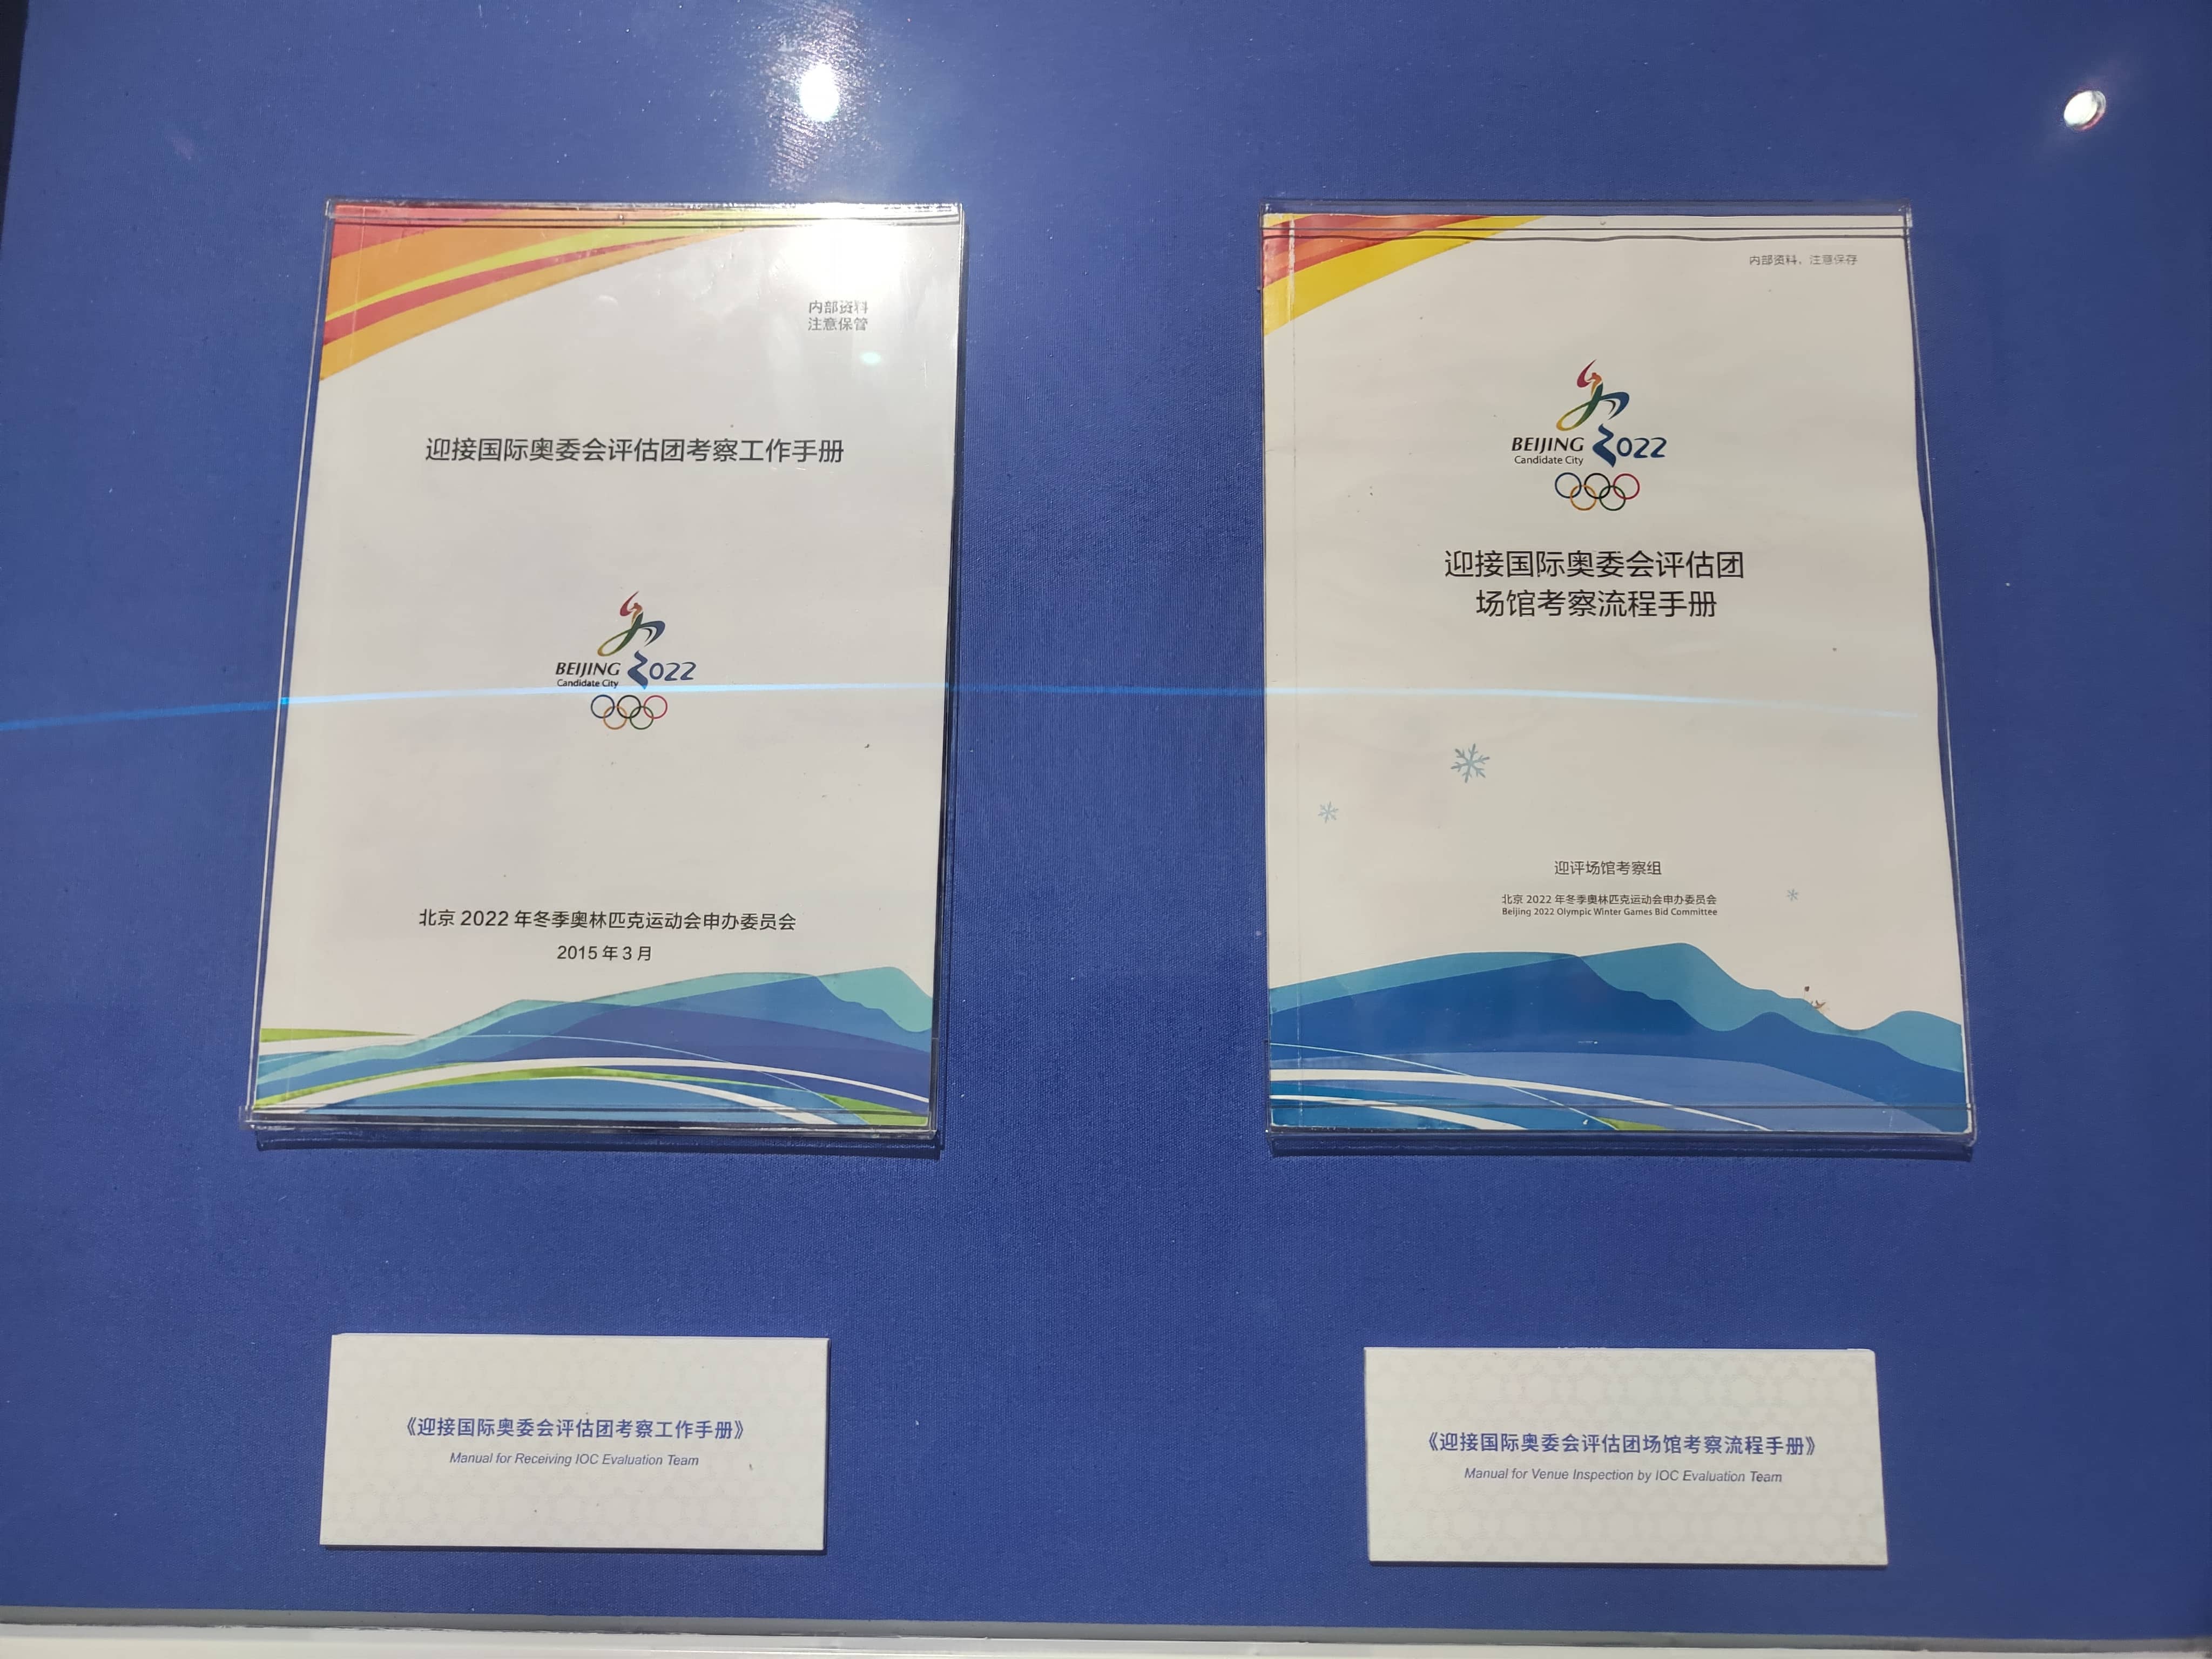 内部资料
注意保管
迎接国际奥委会评估团考察工作手册
BEIJING 2022
Candidate City
北京 2022 年冬季奥林匹克运动会申办委员会
2015 年 3 月
《迎接国际奥委会评估团考察工作手册》
Manual for Receiving IOC Evaluation Team
内部资料、注意保存
BEIJING 2022
Candidate City
迎接国际奥委会评估团
场馆考察流程手册
迎评场馆考察组
北京 2022 年冬季奥林匹克运动会申办委员会
Beijing 2022 Olympic Winter Games Bid Committee
《迎接国际奥委会评估团场馆考察流程手册》
Manual for Venue Inspection by IOC Evaluation Team